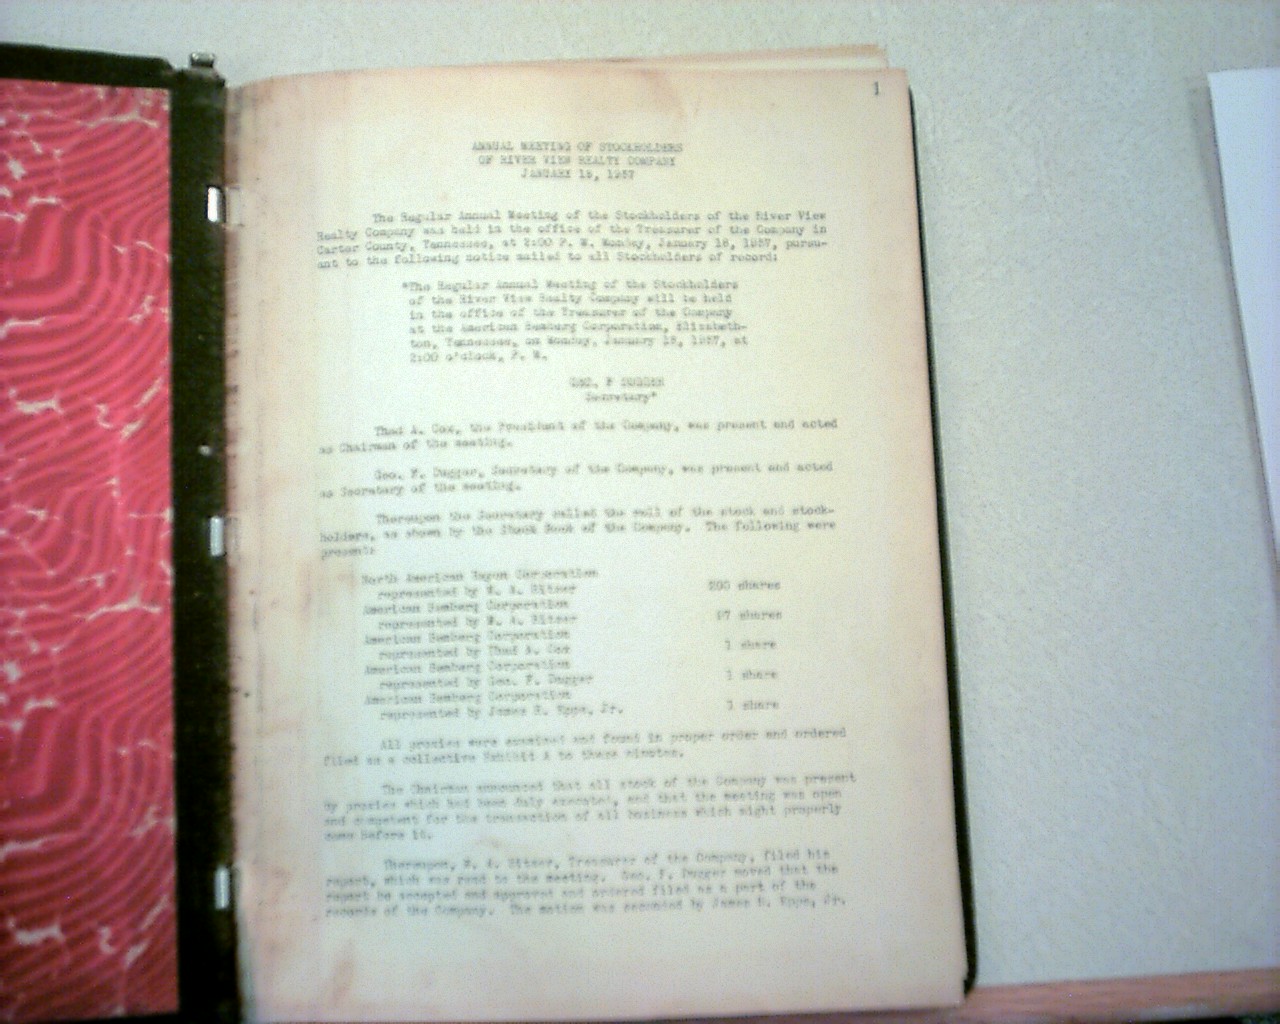 1
ANNUAL MEETING OF STOCKHOLDERS
OF RIVER VIEW REALTY COMPANY
JANUARY 18, 1937
The Regular Annual Meeting of the Stockholders of the River View
Realty Company was held in the office of the Treasurer of the Company in
Carter County, Tennessee, at 2:00 P. M. Monday, January 18, 1937, pursu-
ant to the following notice mailed to all Stockholders of record:
"The Regular Annual Meeting of the Stockholders
of the River View Realty Company will be held
in the office of the Treasurer of the Company
at the American Bemberg Corporation, Elizabeth-
ton, Tennessee, on Monday, January 18, 1937, at
2:00 o'clock, P. M.
GEO. F DUGGER
Secretary"
Thad A. Cox, the President of the Company, was present and acted
as Chairman of the meeting.
Geo. F. Dugger, Secretary of the Company, was present and acted
as Secretary of the meeting.
Thereupon the Secretary called the roll of the stock and stock-
holders, as shown by the Stock Book of the Company. The following were
present:
North American Rayon Corporation
represented by W. A. Bitzer 200 shares
American Bemberg Corporation
represented by W. A. Bitzer 97 shares
American Bemberg Corporation
represented by Thad A. Cox 1 share
American Bemberg Corporation
represented by Geo. F. Dugger 1 share
American Bemberg Corporation
represented by James H. Epps, Jr. 1 share
All proxies were examined and found in proper order and ordered
filed as a collective Exhibit A to these minutes.
The Chairman announced that all stock of the Company was present
by proxies which had been duly executed, and that the meeting was open
and competent for the transaction of all business which might properly
come before it.
Thereupon, W. A. Bitzer, Treasurer of the Company, filed his
report, which was read to the meeting. Geo. F. Dugger moved that the
report be accepted and approved and ordered filed as a part of the
records of the Company. The motion was seconded by James H. Epps, Jr.